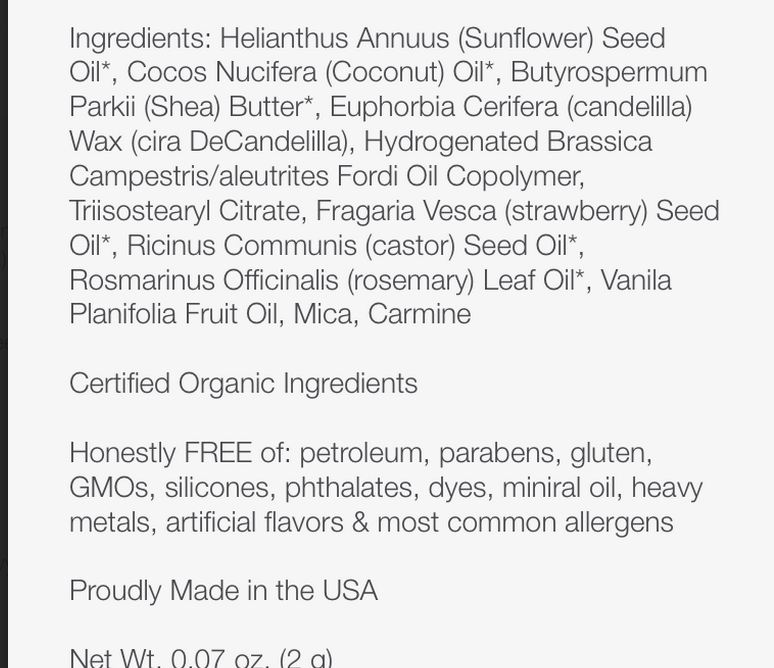 Ingredients: Helianthus Annuus (Sunflower) Seed
Oil*, Cocos Nucifera (Coconut) Oil*, Butyrospermum
Parkii (Shea) Butter*, Euphorbia Cerifera (candelilla)
Wax (cira DeCandelilla), Hydrogenated Brassica
Campestris/aleutrites Fordi Oil Copolymer,
Triisostearyl Citrate, Fragaria Vesca (strawberry) Seed
Oil*, Ricinus Communis (castor) Seed Oil*,
Rosmarinus Officinalis (rosemary) Leaf Oil*, Vanila
Planifolia Fruit Oil, Mica, Carmine
Certified Organic Ingredients
Honestly FREE of: petroleum, parabens, gluten,
GMOs, silicones, phthalates, dyes, miniral oil, heavy
metals, artificial flavors & most common allergens
Proudly Made in the USA
Net Wt. 0.07 oz. (2 g)